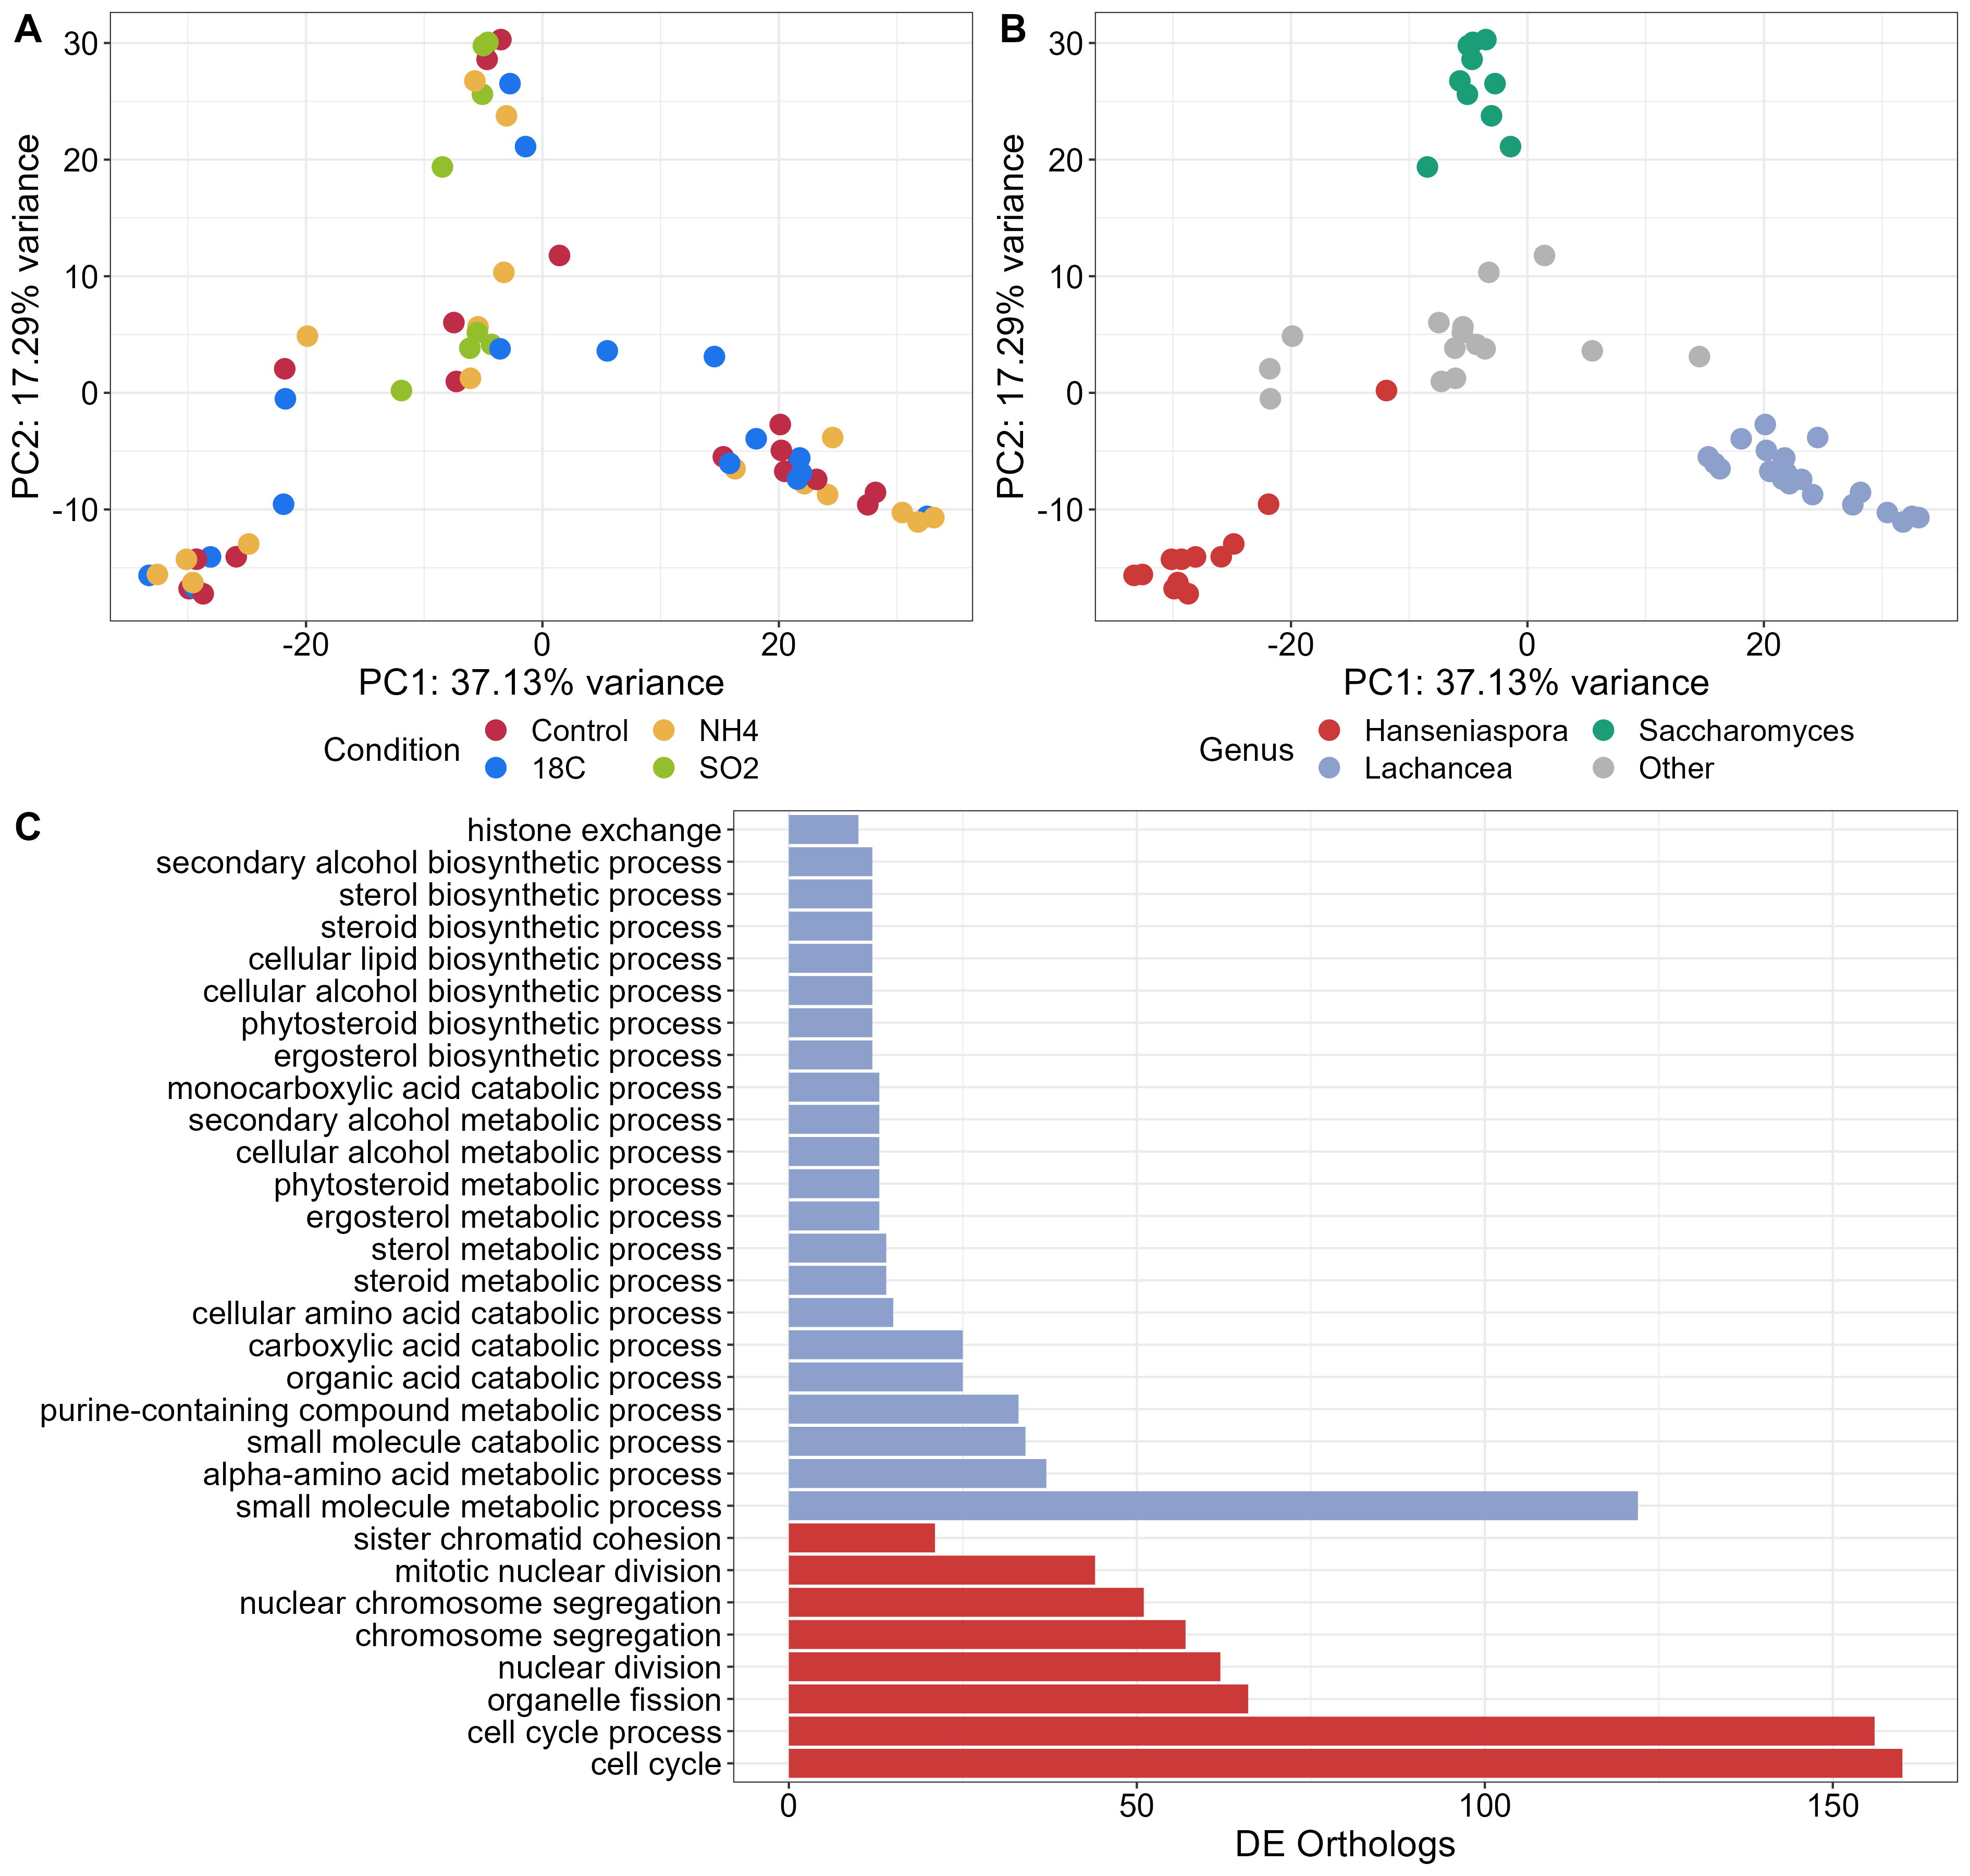 A
PC2: 17.29% variance
30
20
10
0
-10
-20
0
20
PC1: 37.13% variance
Condition
Control
NH4
18C
SO2
B
PC2: 17.29% variance
30
20
10
0
-10
-20
0
20
PC1: 37.13% variance
Genus
Hanseniaspora
Saccharomyces
Lachancea
Other
C
histone exchange
secondary alcohol biosynthetic process
sterol biosynthetic process
steroid biosynthetic process
cellular lipid biosynthetic process
cellular alcohol biosynthetic process
phytosteroid biosynthetic process
ergosterol biosynthetic process
monocarboxylic acid catabolic process
secondary alcohol metabolic process
cellular alcohol metabolic process
phytosteroid metabolic process
ergosterol metabolic process
sterol metabolic process
steroid metabolic process
cellular amino acid catabolic process
carboxylic acid catabolic process
organic acid catabolic process
purine-containing compound metabolic process
small molecule catabolic process
alpha-amino acid metabolic process
small molecule metabolic process
sister chromatid cohesion
mitotic nuclear division
nuclear chromosome segregation
chromosome segregation
nuclear division
organelle fission
cell cycle process
cell cycle
0
50
100
150
DE Orthologs